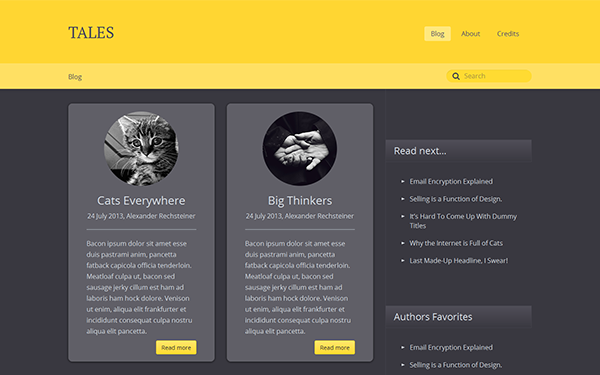 TALES
Blog
About
Credits
Blog
Search
Cats Everywhere
24 July 2013, Alexander Rechsteiner
Bacon ipsum dolor sit amet esse
duis pastrami anim, pancetta
fatback capicola officia tenderloin.
Meatloaf culpa ut, bacon sed
sausage jerky cillum est ham ad
laboris ham hock dolore. Venison
ut enim, aliqua elit frankfurter et
incididunt consequat culpa nostru
aliqua elit pancetta.
Read more
Big Thinkers
24 July 2013, Alexander Rechsteiner
Bacon ipsum dolor sit amet esse
duis pastrami anim, pancetta
fatback capicola officia tenderloin.
Meatloaf culpa ut, bacon sed
sausage jerky cillum est ham ad
laboris ham hock dolore. Venison
ut enim, aliqua elit frankfurter et
incididunt consequat culpa nostru
aliqua elit pancetta.
Read more
Read next...
Email Encryption Explained
Selling is a Function of Design.
It's Hard To Come Up With Dummy
Titles
Why the Internet is Full of Cats
Last Made-Up Headline, I Swear!
Authors Favorites
Email Encryption Explained
Selling is a Function of Design.